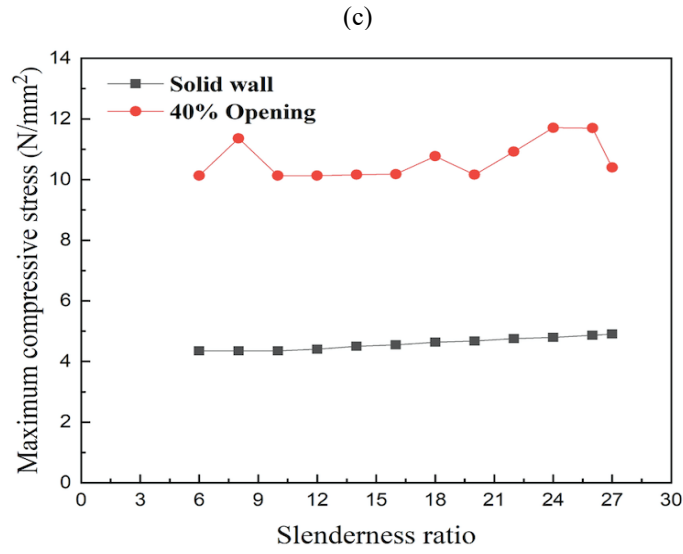 (c)
14
Solid wall
12
40% Opening
10
8
6
4
2
0
0 3 6 9 12 15 18 21 24 27 30
Maximum compressive stress (N/mm²)
Slenderness ratio